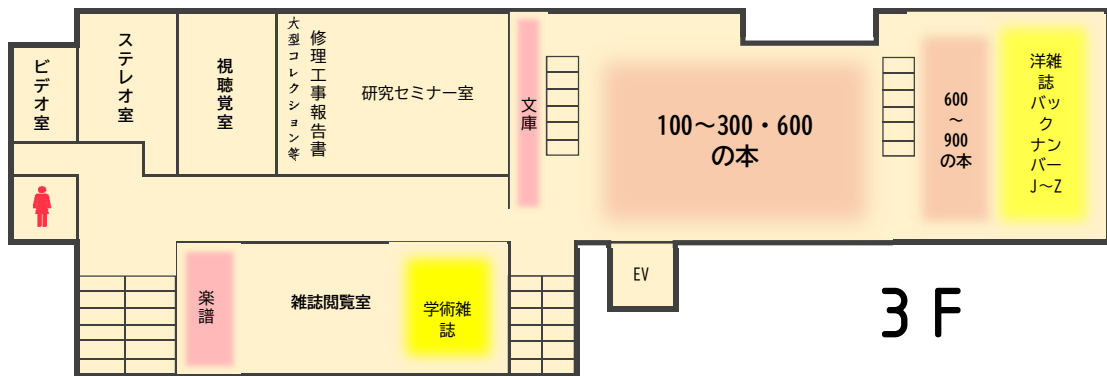 ビデオ室
ステレオ室
視聴覚室
大型コレクション等
修理工事報告書
研究セミナー室
文庫
100～300・600
の本
600
～
900
の本
洋雑
誌
バッ
ク
ナン
バー
J～Z
楽譜
雑誌閲覧室
学術雑
誌
EV
3F